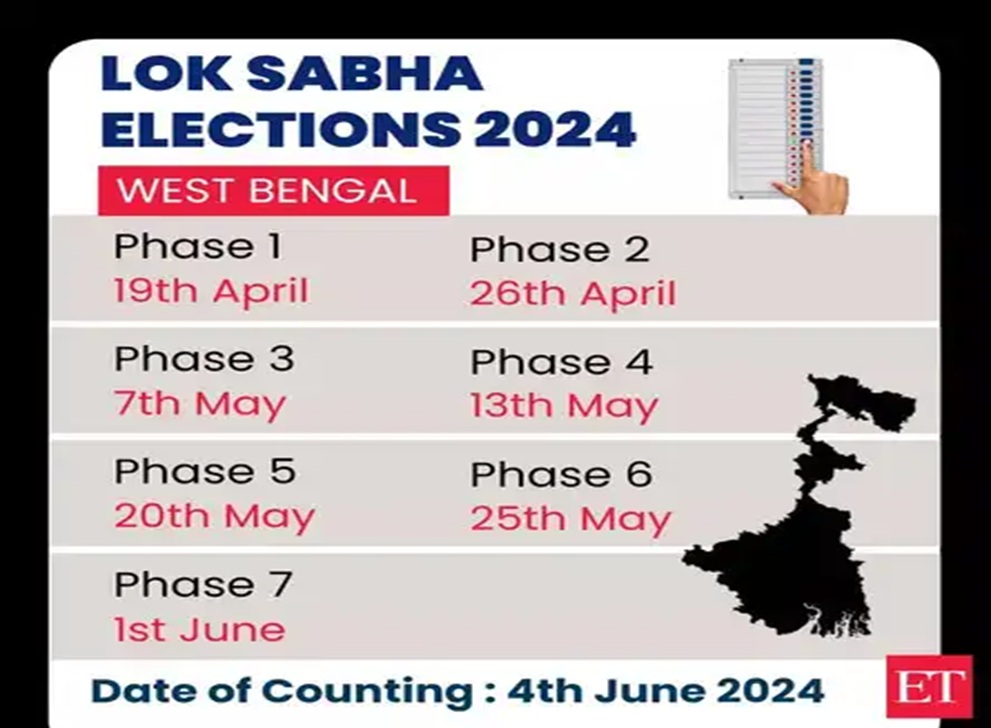 LOK SABHA
ELECTIONS 2024
WEST BENGAL
Phase 1
19th April
Phase 2
26th April
Phase 3
7th May
Phase 4
13th May
Phase 5
20th May
Phase 6
25th May
Phase 7
1st June
Date of Counting : 4th June 2024
ET